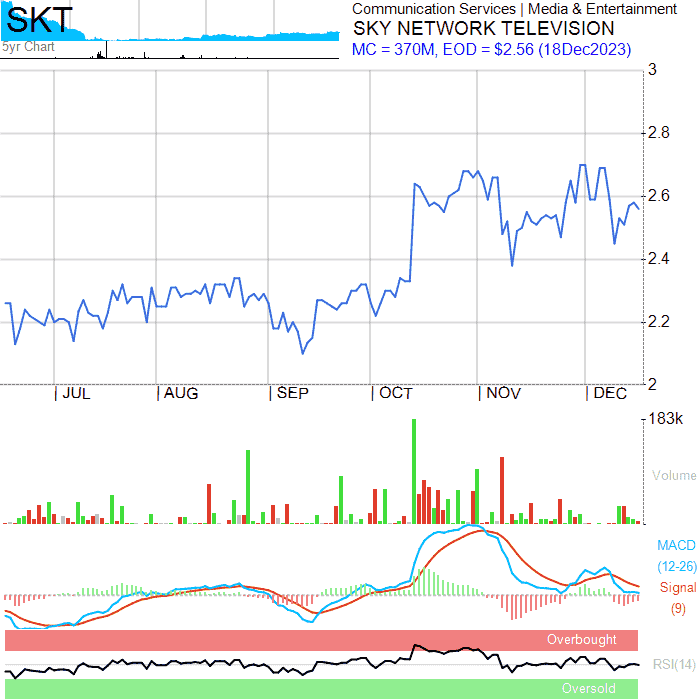 SKT
5yr Chart
Communication Services | Media & Entertainment
SKY NETWORK TELEVISION
MC = 370M, EOD = $2.56 (18Dec2023)
3
2.8
2.6
2.4
2.2
2
| JUL | AUG | SEP | OCT | NOV | DEC
183k
Volume
MACD
(12-26)
Signal
(9)
Overbought
RSI(14)
Oversold